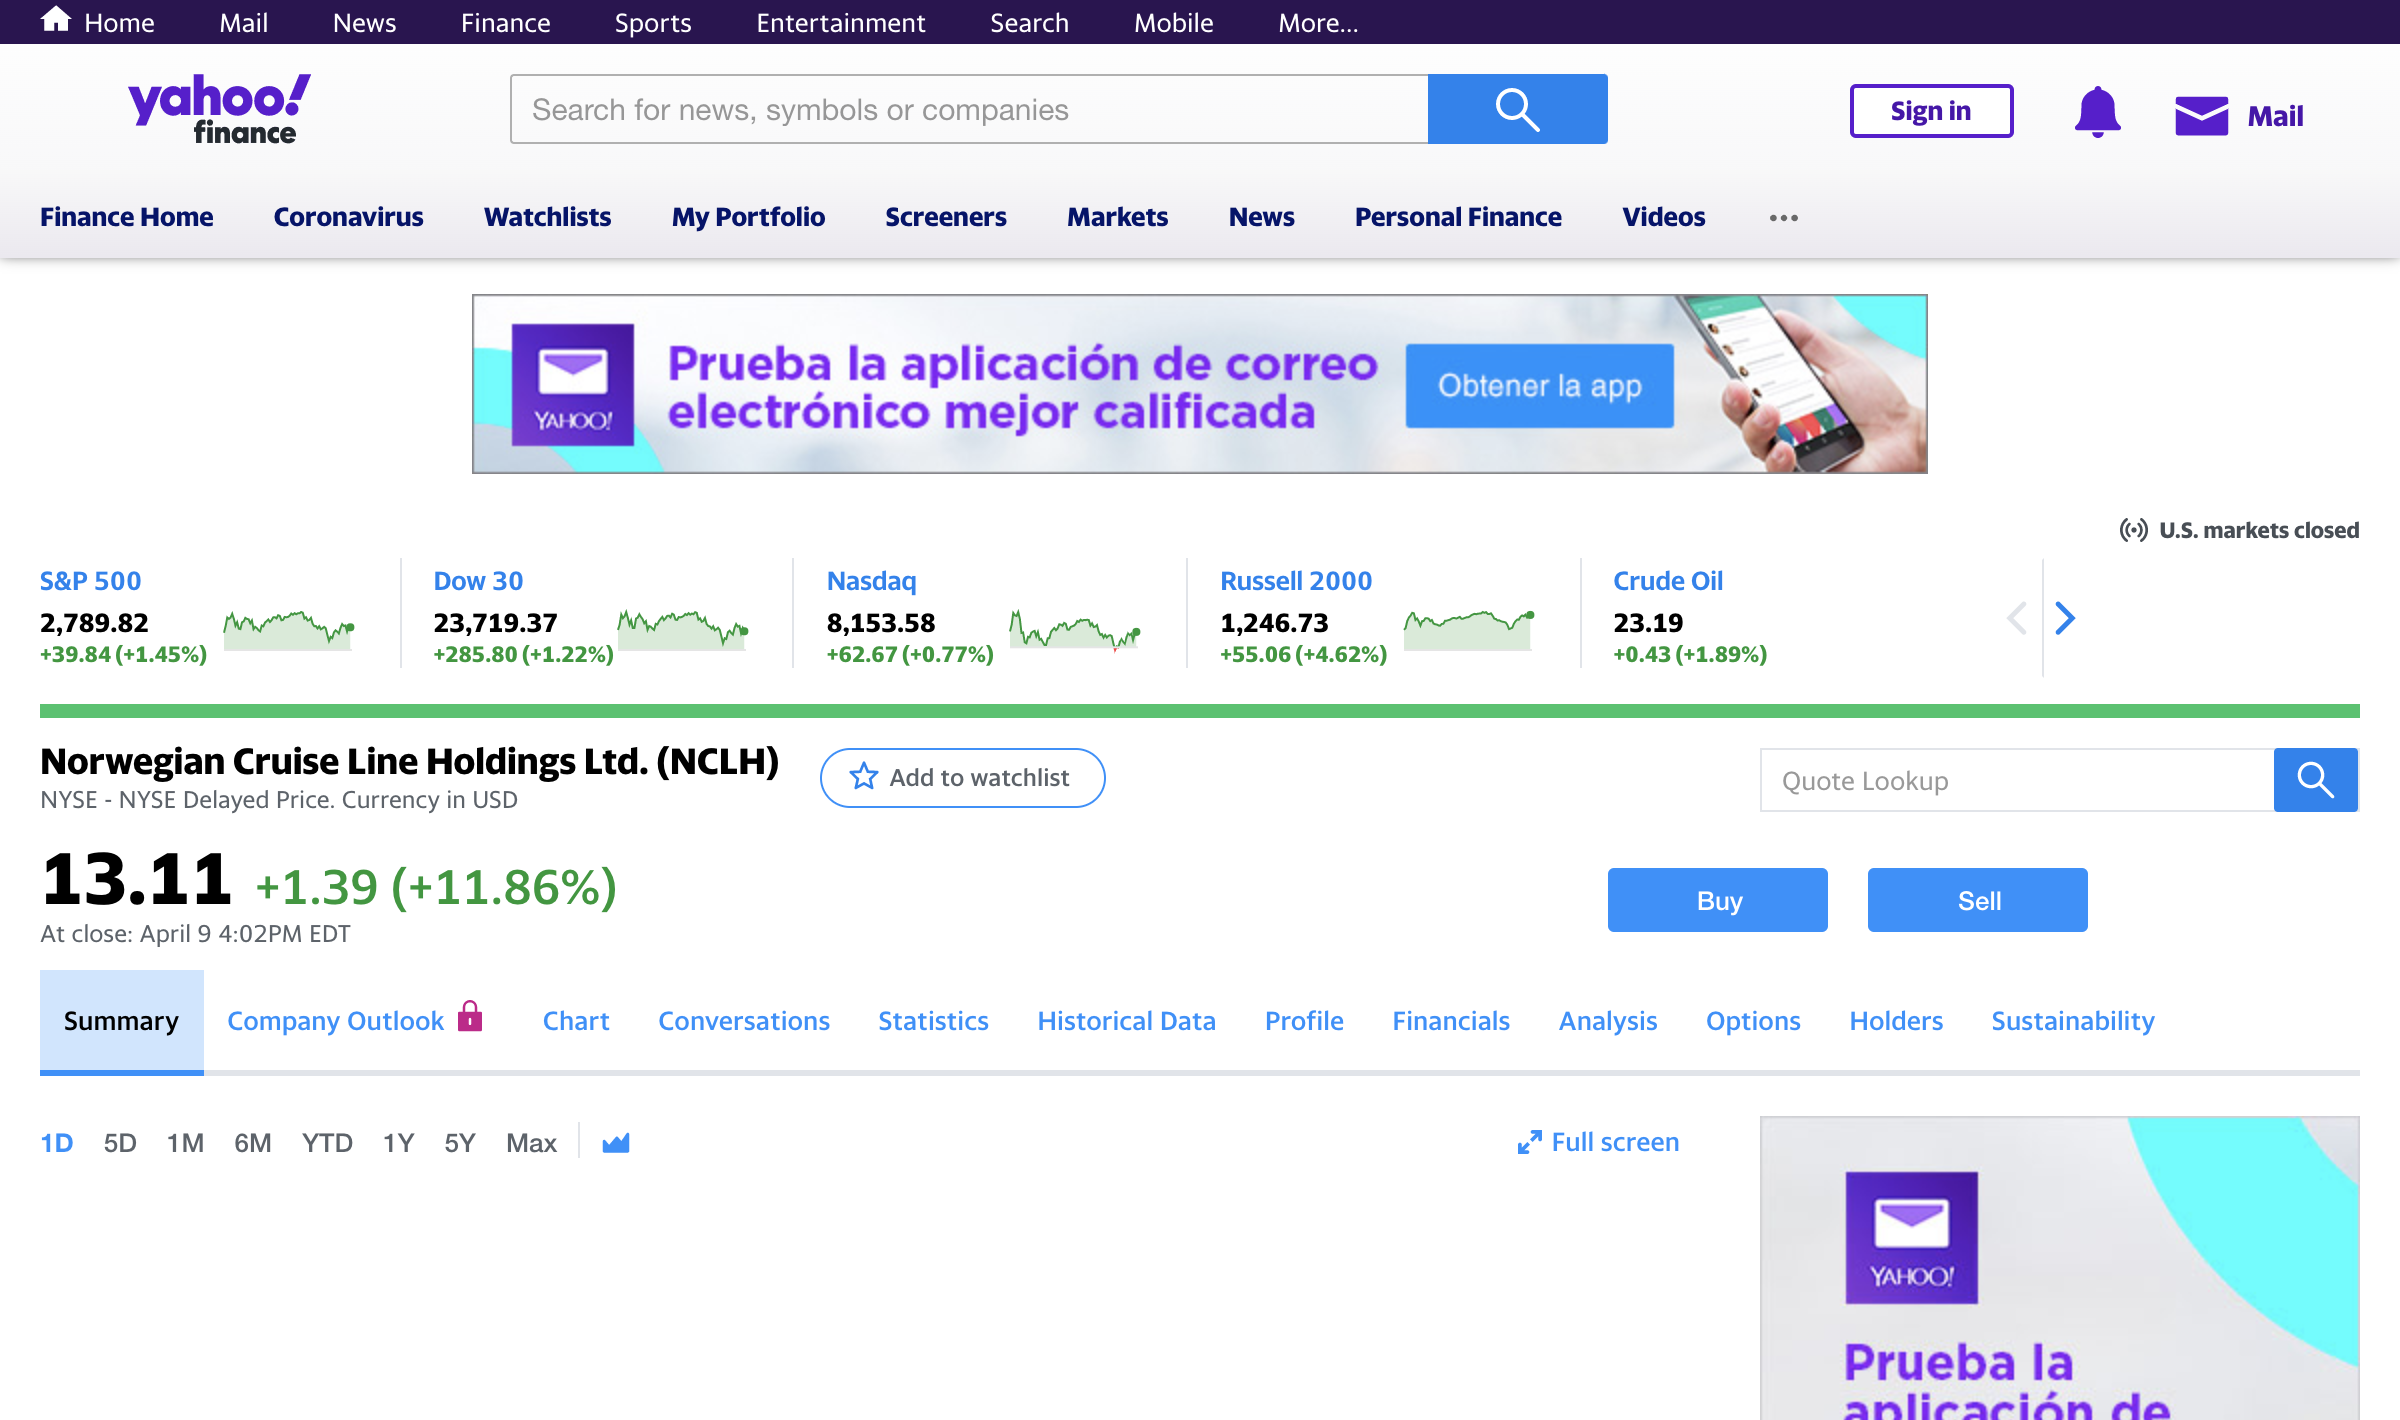 Home Mail News Finance Sports Entertainment Search Mobile More...
yahoo!
finance
Search for news, symbols or companies
Sign in
Mail
Finance Home Coronavirus Watchlists My Portfolio Screeners Markets News Personal Finance Videos •••
YAHOO!
Prueba la aplicación de correo
electrónico mejor calificada
Obtener la app
U.S. markets closed
S&P 500
2,789.82
+39.84 (+1.45%)
Dow 30
23,719.37
+285.80 (+1.22%)
Nasdaq
8,153.58
+62.67 (+0.77%)
Russell 2000
1,246.73
+55.06 (+4.62%)
Crude Oil
23.19
+0.43 (+1.89%)
Norwegian Cruise Line Holdings Ltd. (NCLH)
NYSE - NYSE Delayed Price. Currency in USD
Add to watchlist
Quote Lookup
13.11 +1.39 (+11.86%)
At close: April 9 4:02PM EDT
Buy
Sell
Summary Company Outlook Chart Conversations Statistics Historical Data Profile Financials Analysis Options Holders Sustainability
1D 5D 1M 6M YTD 1Y 5Y Max
Full screen
YAHOO!
Prueba la
aplicación de